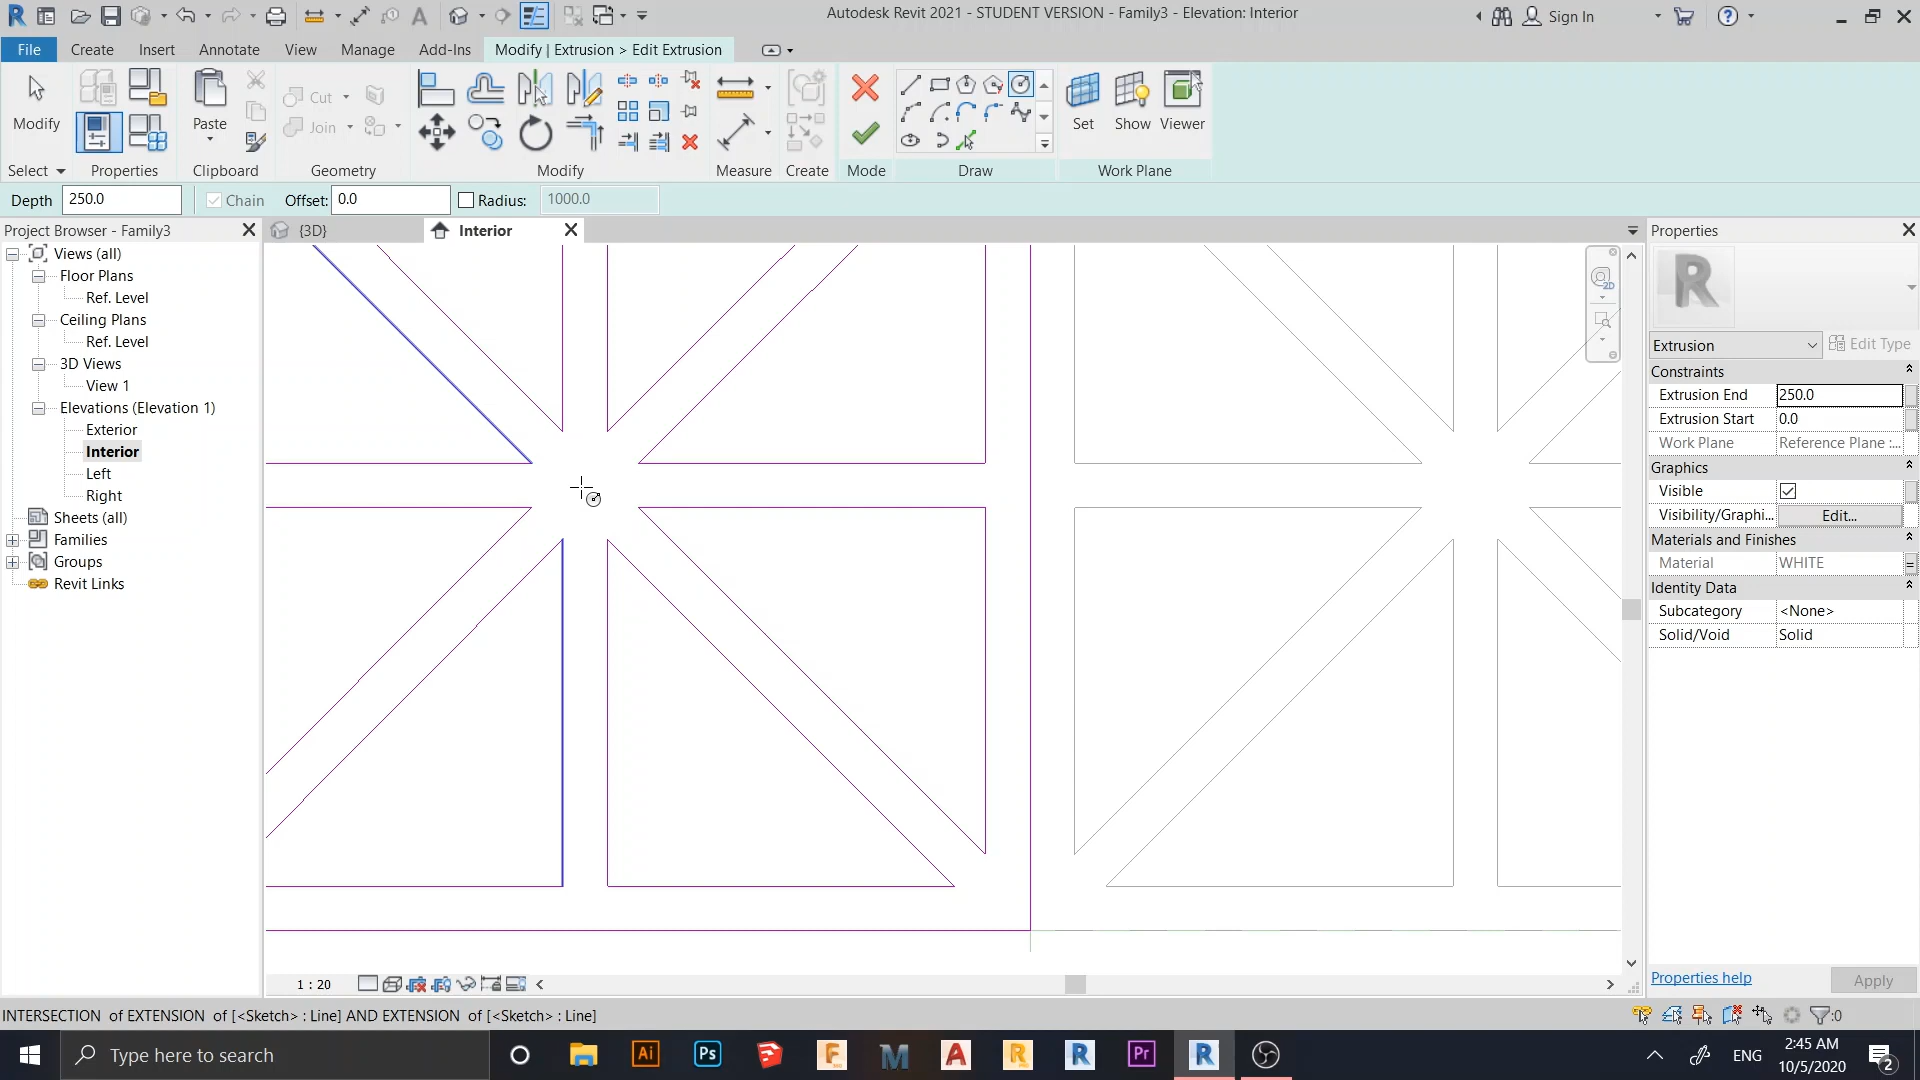 Autodesk Revit 2021 - STUDENT VERSION - Family3 - Elevation: Interior
Sign In
File
Create
Insert
Annotate
View
Manage
Add-Ins
Modify | Extrusion > Edit Extrusion
Modify
Paste
Cut
Join
Set
Show
Viewer
Select
Properties
Clipboard
Geometry
Modify
Measure
Create
Mode
Draw
Work Plane
Depth 250.0
Chain
Offset: 0.0
Radius: 1000.0
Project Browser - Family3
{3D}
Interior
Properties
Views (all)
Floor Plans
Ref. Level
Ceiling Plans
Ref. Level
3D Views
View 1
Elevations (Elevation 1)
Exterior
Interior
Left
Right
Sheets (all)
Families
Groups
Revit Links
2D
R
Extrusion
Edit Type
Constraints
Extrusion End 250.0
Extrusion Start 0.0
Work Plane Reference Plane :...
Graphics
Visible
Visibility/Graphi... Edit...
Materials and Finishes
Material WHITE =
Identity Data
Subcategory <None>
Solid/Void Solid
Properties help
Apply
1 : 20
INTERSECTION of EXTENSION of [<Sketch> : Line] AND EXTENSION of [<Sketch> : Line]
:0
Type here to search
Ai
Ps
F
M
A
R
R
Pr
R
ENG
2:45 AM
10/5/2020
2